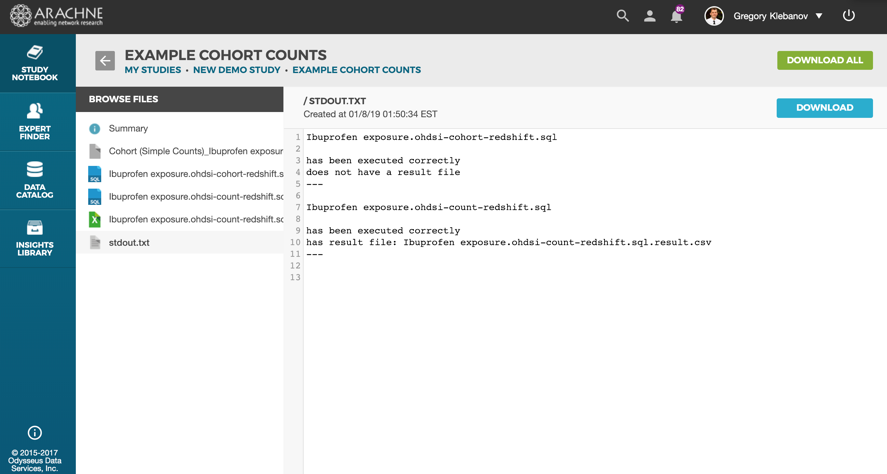 ARACHNE
enabling network research
82
Gregory Klebanov
STUDY
NOTEBOOK
EXPERT
FINDER
DATA
CATALOG
INSIGHTS
LIBRARY
© 2015-2017
Odysseus Data
Services, Inc.
EXAMPLE COHORT COUNTS
MY STUDIES • NEW DEMO STUDY • EXAMPLE COHORT COUNTS
DOWNLOAD ALL
BROWSE FILES
Summary
Cohort (Simple Counts)_Ibuprofen exposur
SQL Ibuprofen exposure.ohdsi-cohort-redshift.s
SQL Ibuprofen exposure.ohdsi-count-redshift.sc
X Ibuprofen exposure.ohdsi-count-redshift.sc
stdout.txt
/ STDOUT.TXT
Created at 01/8/19 01:50:34 EST
DOWNLOAD
1 Ibuprofen exposure.ohdsi-cohort-redshift.sql
2
3 has been executed correctly
4 does not have a result file
5 ---
6
7 Ibuprofen exposure.ohdsi-count-redshift.sql
8
9 has been executed correctly
10 has result file: Ibuprofen exposure.ohdsi-count-redshift.sql.result.csv
11 ---
12
13